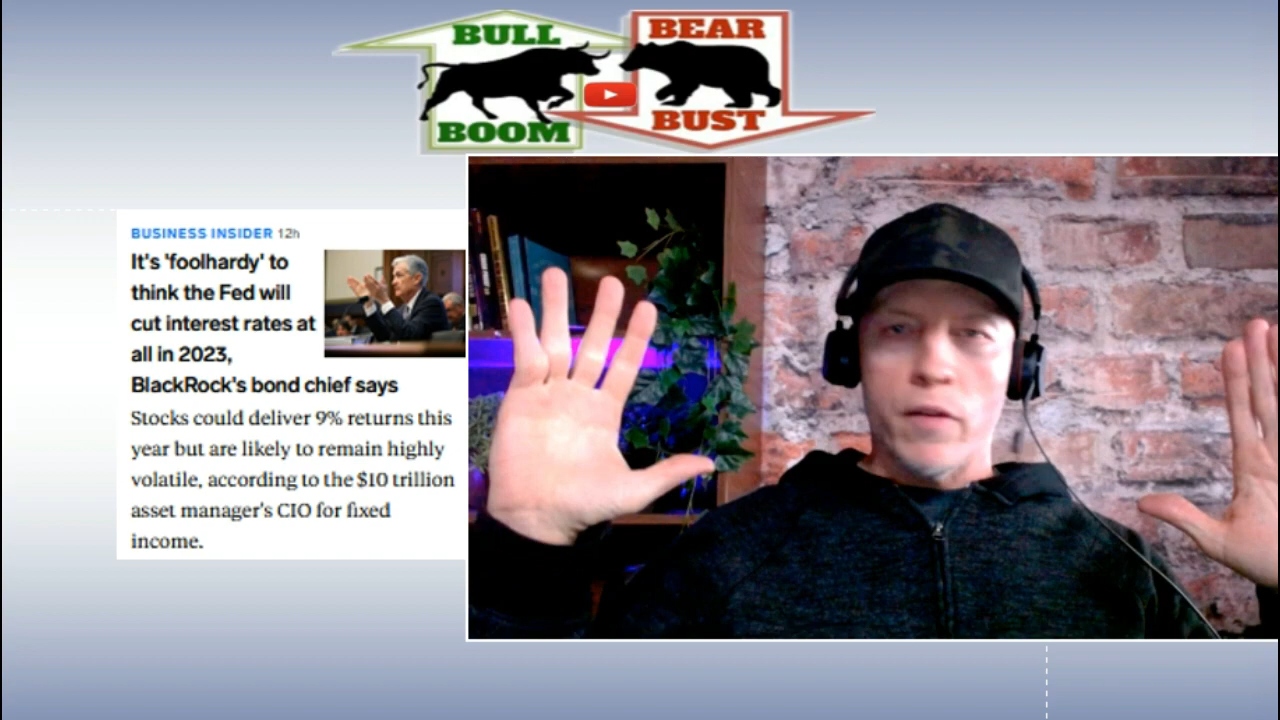 BULL
BOOM
BEAR
BUST
BUSINESS INSIDER 12h
It's 'foolhardy' to
think the Fed will
cut interest rates at
all in 2023,
BlackRock's bond chief says
Stocks could deliver 9% returns this
year but are likely to remain highly
volatile, according to the $10 trillion
asset manager's CIO for fixed
income.